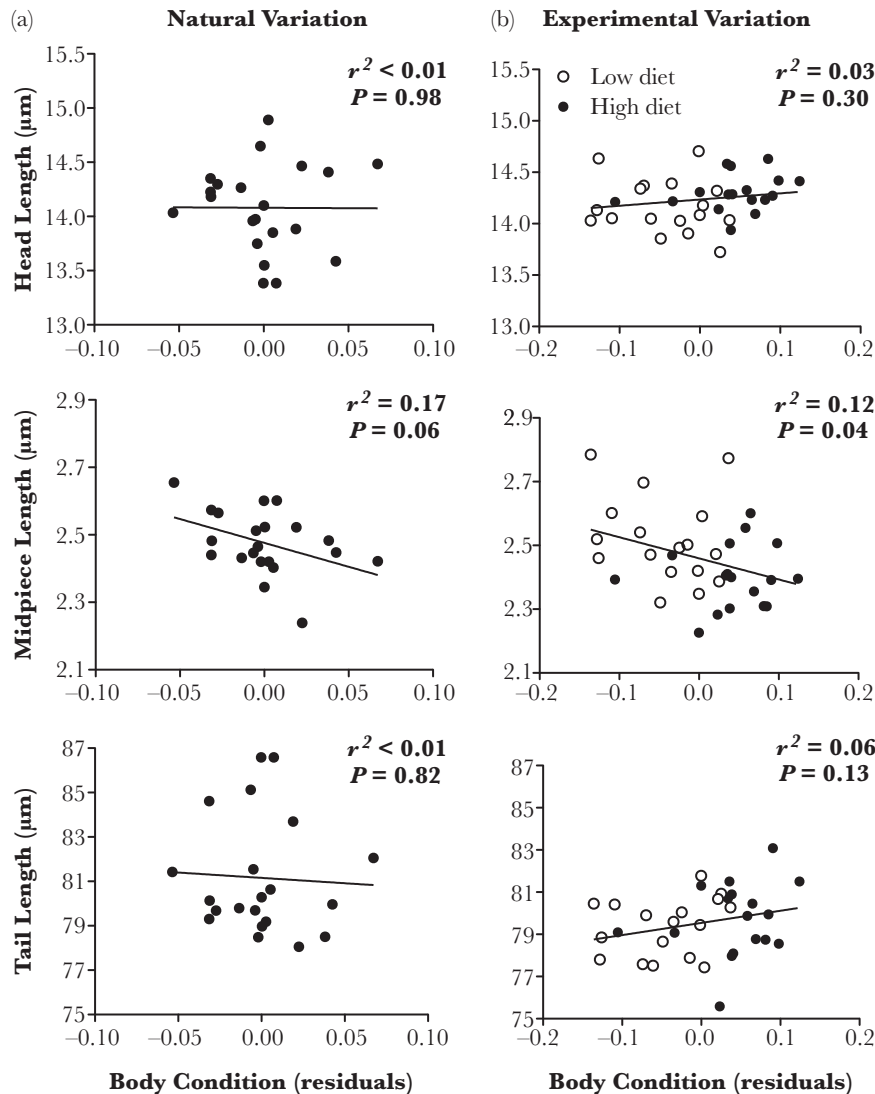 (a) Natural Variation
15.5
15.0
14.5
14.0
13.5
13.0
Head Length (µm)
r² < 0.01
P = 0.98
–0.10 –0.05 0.00 0.05 0.10
(b) Experimental Variation
15.5
15.0
14.5
14.0
13.5
13.0
Low diet
High diet
r² = 0.03
P = 0.30
–0.2 –0.1 0.0 0.1 0.2
2.9
2.7
2.5
2.3
2.1
Midpiece Length (µm)
r² = 0.17
P = 0.06
–0.10 –0.05 0.00 0.05 0.10
2.9
2.7
2.5
2.3
2.1
r² = 0.12
P = 0.04
–0.2 –0.1 0.0 0.1 0.2
87
85
83
81
79
77
75
Tail Length (µm)
r² < 0.01
P = 0.82
–0.10 –0.05 0.00 0.05 0.10
Body Condition (residuals)
87
85
83
81
79
77
75
r² = 0.06
P = 0.13
–0.2 –0.1 0.0 0.1 0.2
Body Condition (residuals)